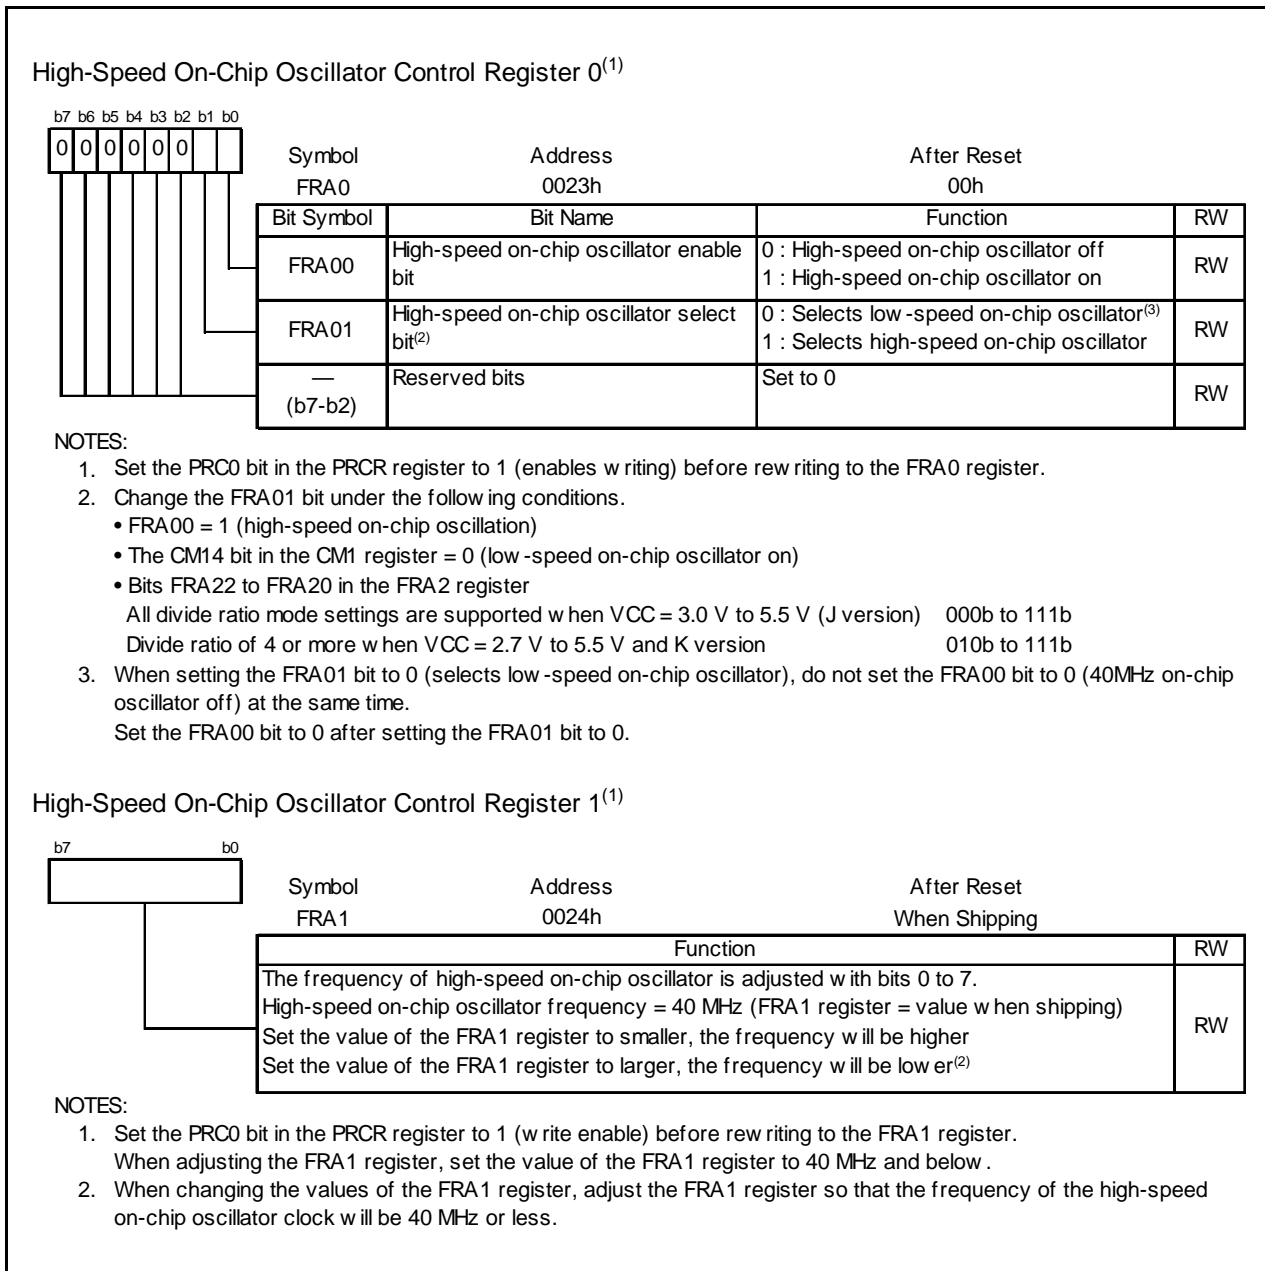 High-Speed On-Chip Oscillator Control Register 0(1)
b7 b6 b5 b4 b3 b2 b1 b0
0 0 0 0 0 0
Symbol Address After Reset
FRA0 0023h 00h
Bit Symbol Bit Name Function RW
FRA00 High-speed on-chip oscillator enable bit 0 : High-speed on-chip oscillator off
1 : High-speed on-chip oscillator on RW
FRA01 High-speed on-chip oscillator select bit(2) 0 : Selects low-speed on-chip oscillator(3)
1 : Selects high-speed on-chip oscillator RW
— (b7-b2) Reserved bits Set to 0 RW
NOTES:
1. Set the PRC0 bit in the PRCR register to 1 (enables writing) before rewriting to the FRA0 register.
2. Change the FRA01 bit under the following conditions.
• FRA00 = 1 (high-speed on-chip oscillation)
• The CM14 bit in the CM1 register = 0 (low-speed on-chip oscillator on)
• Bits FRA22 to FRA20 in the FRA2 register
All divide ratio mode settings are supported when VCC = 3.0 V to 5.5 V (J version) 000b to 111b
Divide ratio of 4 or more when VCC = 2.7 V to 5.5 V and K version 010b to 111b
3. When setting the FRA01 bit to 0 (selects low-speed on-chip oscillator), do not set the FRA00 bit to 0 (40MHz on-chip
oscillator off) at the same time.
Set the FRA00 bit to 0 after setting the FRA01 bit to 0.
High-Speed On-Chip Oscillator Control Register 1(1)
b7 b0
Symbol Address After Reset
FRA1 0024h When Shipping
Function RW
The frequency of high-speed on-chip oscillator is adjusted with bits 0 to 7.
High-speed on-chip oscillator frequency = 40 MHz (FRA1 register = value when shipping)
Set the value of the FRA1 register to smaller, the frequency will be higher
Set the value of the FRA1 register to larger, the frequency will be lower(2)
RW
NOTES:
1. Set the PRC0 bit in the PRCR register to 1 (write enable) before rewriting to the FRA1 register.
When adjusting the FRA1 register, set the value of the FRA1 register to 40 MHz and below.
2. When changing the values of the FRA1 register, adjust the FRA1 register so that the frequency of the high-speed
on-chip oscillator clock will be 40 MHz or less.